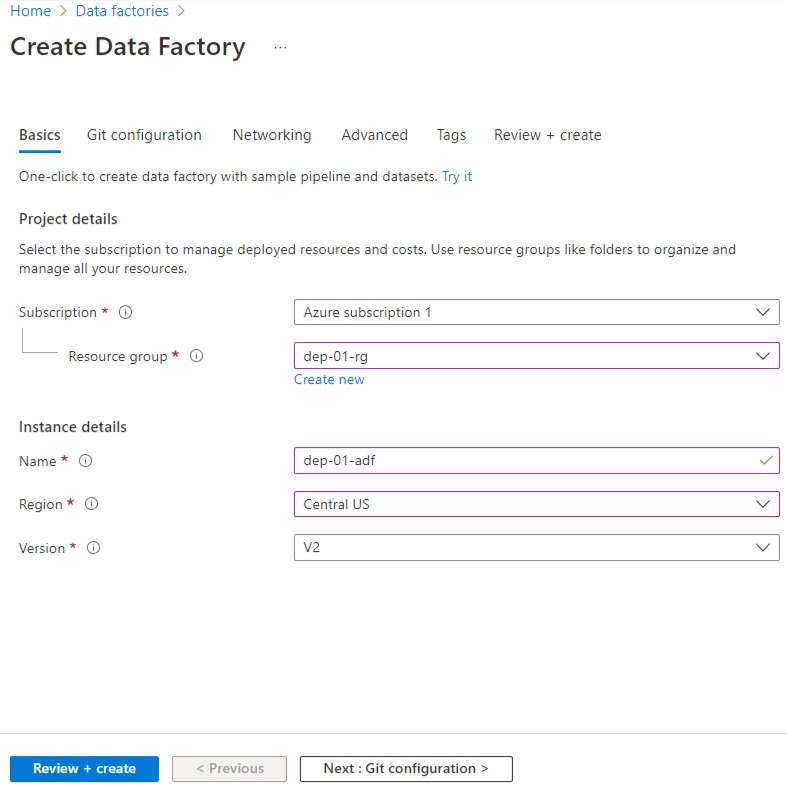 Home > Data factories >
Create Data Factory ...
Basics Git configuration Networking Advanced Tags Review + create
One-click to create data factory with sample pipeline and datasets. Try it
Project details
Select the subscription to manage deployed resources and costs. Use resource groups like folders to organize and
manage all your resources.
Subscription * Azure subscription 1
Resource group * dep-01-rg
Create new
Instance details
Name * dep-01-adf
Region * Central US
Version * V2
Review + create < Previous Next : Git configuration >